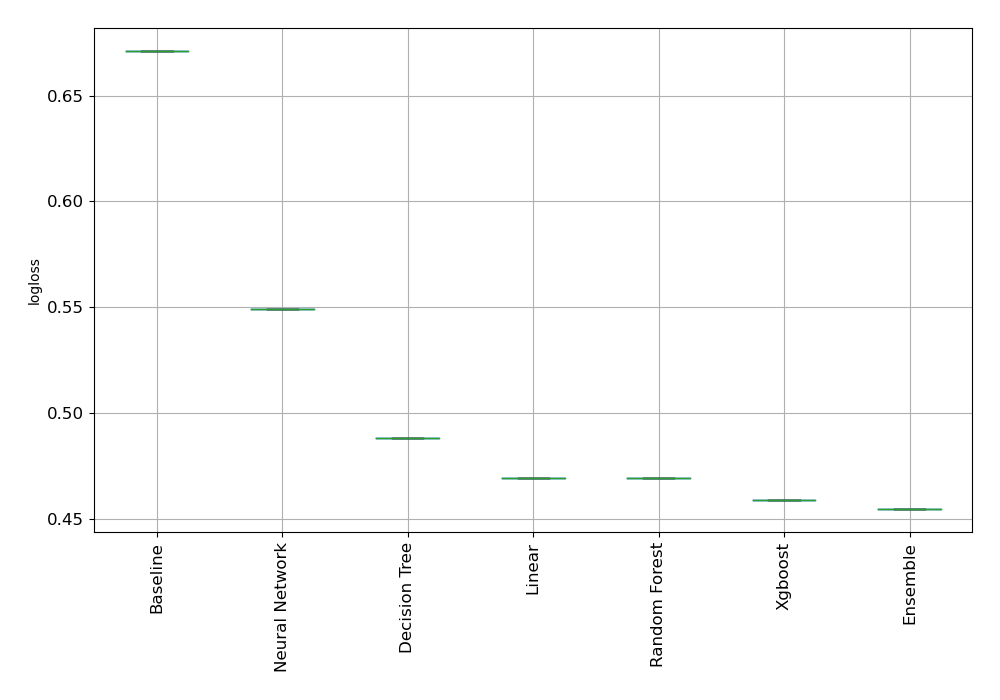 logloss
0.65
0.60
0.55
0.50
0.45
Baseline
Neural Network
Decision Tree
Linear
Random Forest
Xgboost
Ensemble